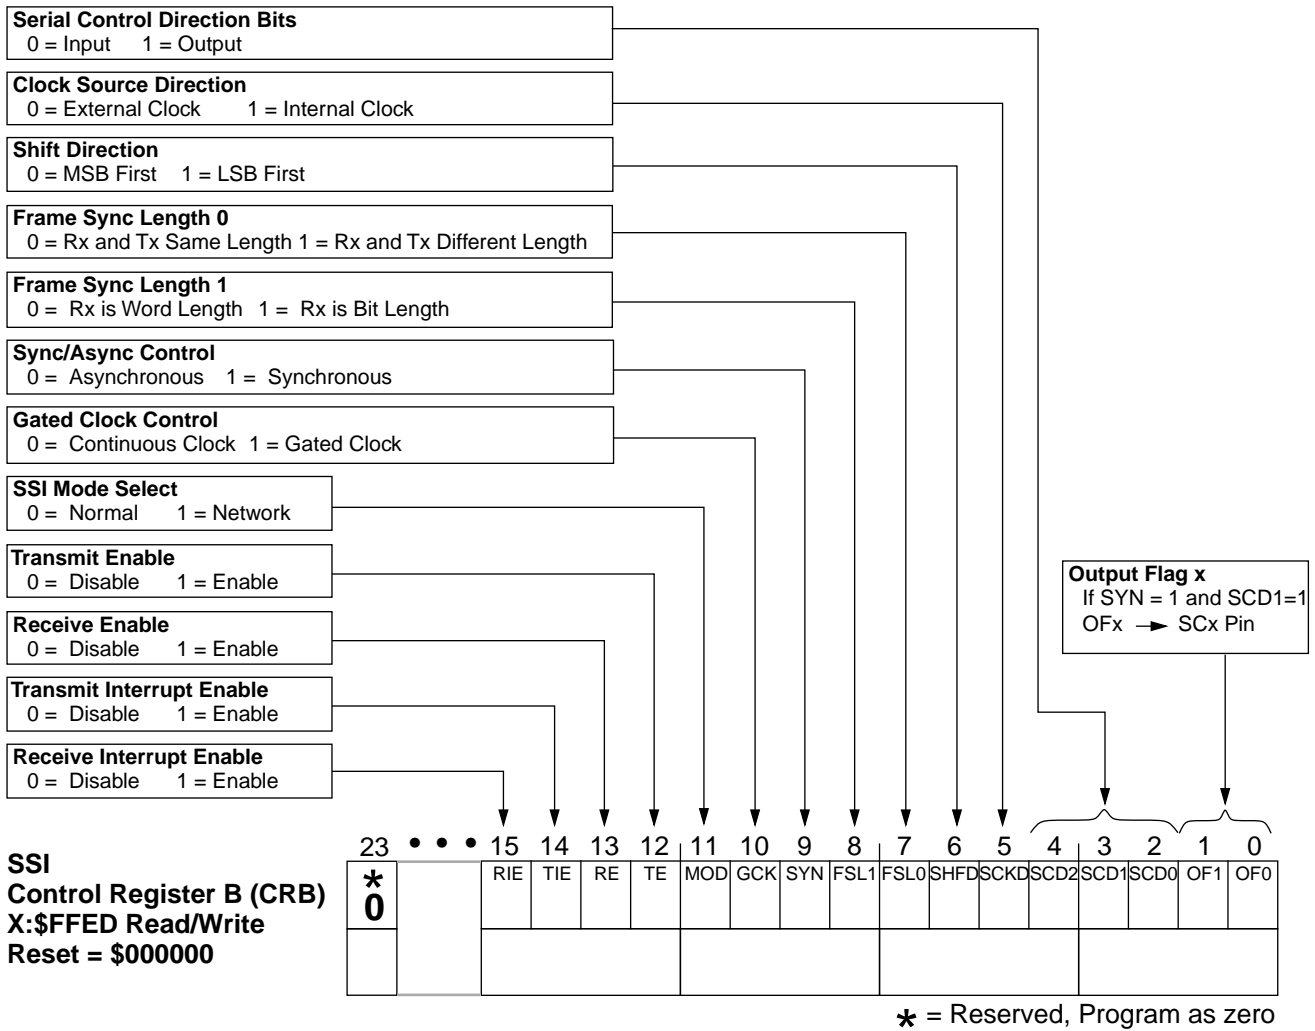 Serial Control Direction Bits
0 = Input 1 = Output
Clock Source Direction
0 = External Clock 1 = Internal Clock
Shift Direction
0 = MSB First 1 = LSB First
Frame Sync Length 0
0 = Rx and Tx Same Length 1 = Rx and Tx Different Length
Frame Sync Length 1
0 = Rx is Word Length 1 = Rx is Bit Length
Sync/Async Control
0 = Asynchronous 1 = Synchronous
Gated Clock Control
0 = Continuous Clock 1 = Gated Clock
SSI Mode Select
0 = Normal 1 = Network
Transmit Enable
0 = Disable 1 = Enable
Receive Enable
0 = Disable 1 = Enable
Transmit Interrupt Enable
0 = Disable 1 = Enable
Receive Interrupt Enable
0 = Disable 1 = Enable
Output Flag x
If SYN = 1 and SCD1=1
OFx → SCx Pin
23 • • • 15 14 13 12 11 10 9 8 7 6 5 4 3 2 1 0
* RIE TIE RE TE MOD GCK SYN FSL1 FSL0 SHFD SCKD SCD2 SCD1 SCD0 OF1 OF0
0
SSI
Control Register B (CRB)
X:$FFED Read/Write
Reset = $000000
* = Reserved, Program as zero